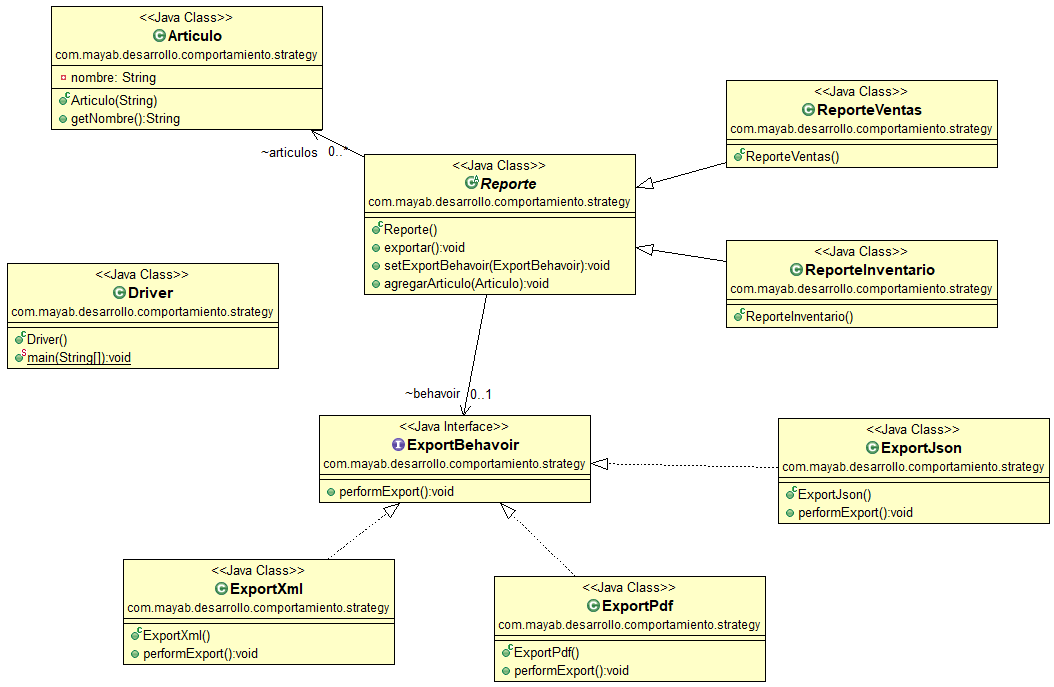 <<Java Class>>
Articulo
com.mayab.desarrollo.comportamiento.strategy
nombre: String
Articulo(String)
getNombre():String
~articulos 0..*
<<Java Class>>
Reporte
com.mayab.desarrollo.comportamiento.strategy
Reporte()
exportar():void
setExportBehavoir(ExportBehavoir):void
agregarArticulo(Articulo):void
<<Java Class>>
ReporteVentas
com.mayab.desarrollo.comportamiento.strategy
ReporteVentas()
<<Java Class>>
ReporteInventario
com.mayab.desarrollo.comportamiento.strategy
ReporteInventario()
<<Java Class>>
Driver
com.mayab.desarrollo.comportamiento.strategy
Driver()
main(String[]):void
~behavoir 0..1
<<Java Interface>>
ExportBehavoir
com.mayab.desarrollo.comportamiento.strategy
performExport():void
<<Java Class>>
ExportJson
com.mayab.desarrollo.comportamiento.strategy
ExportJson()
performExport():void
<<Java Class>>
ExportXml
com.mayab.desarrollo.comportamiento.strategy
ExportXml()
performExport():void
<<Java Class>>
ExportPdf
com.mayab.desarrollo.comportamiento.strategy
ExportPdf()
performExport():void